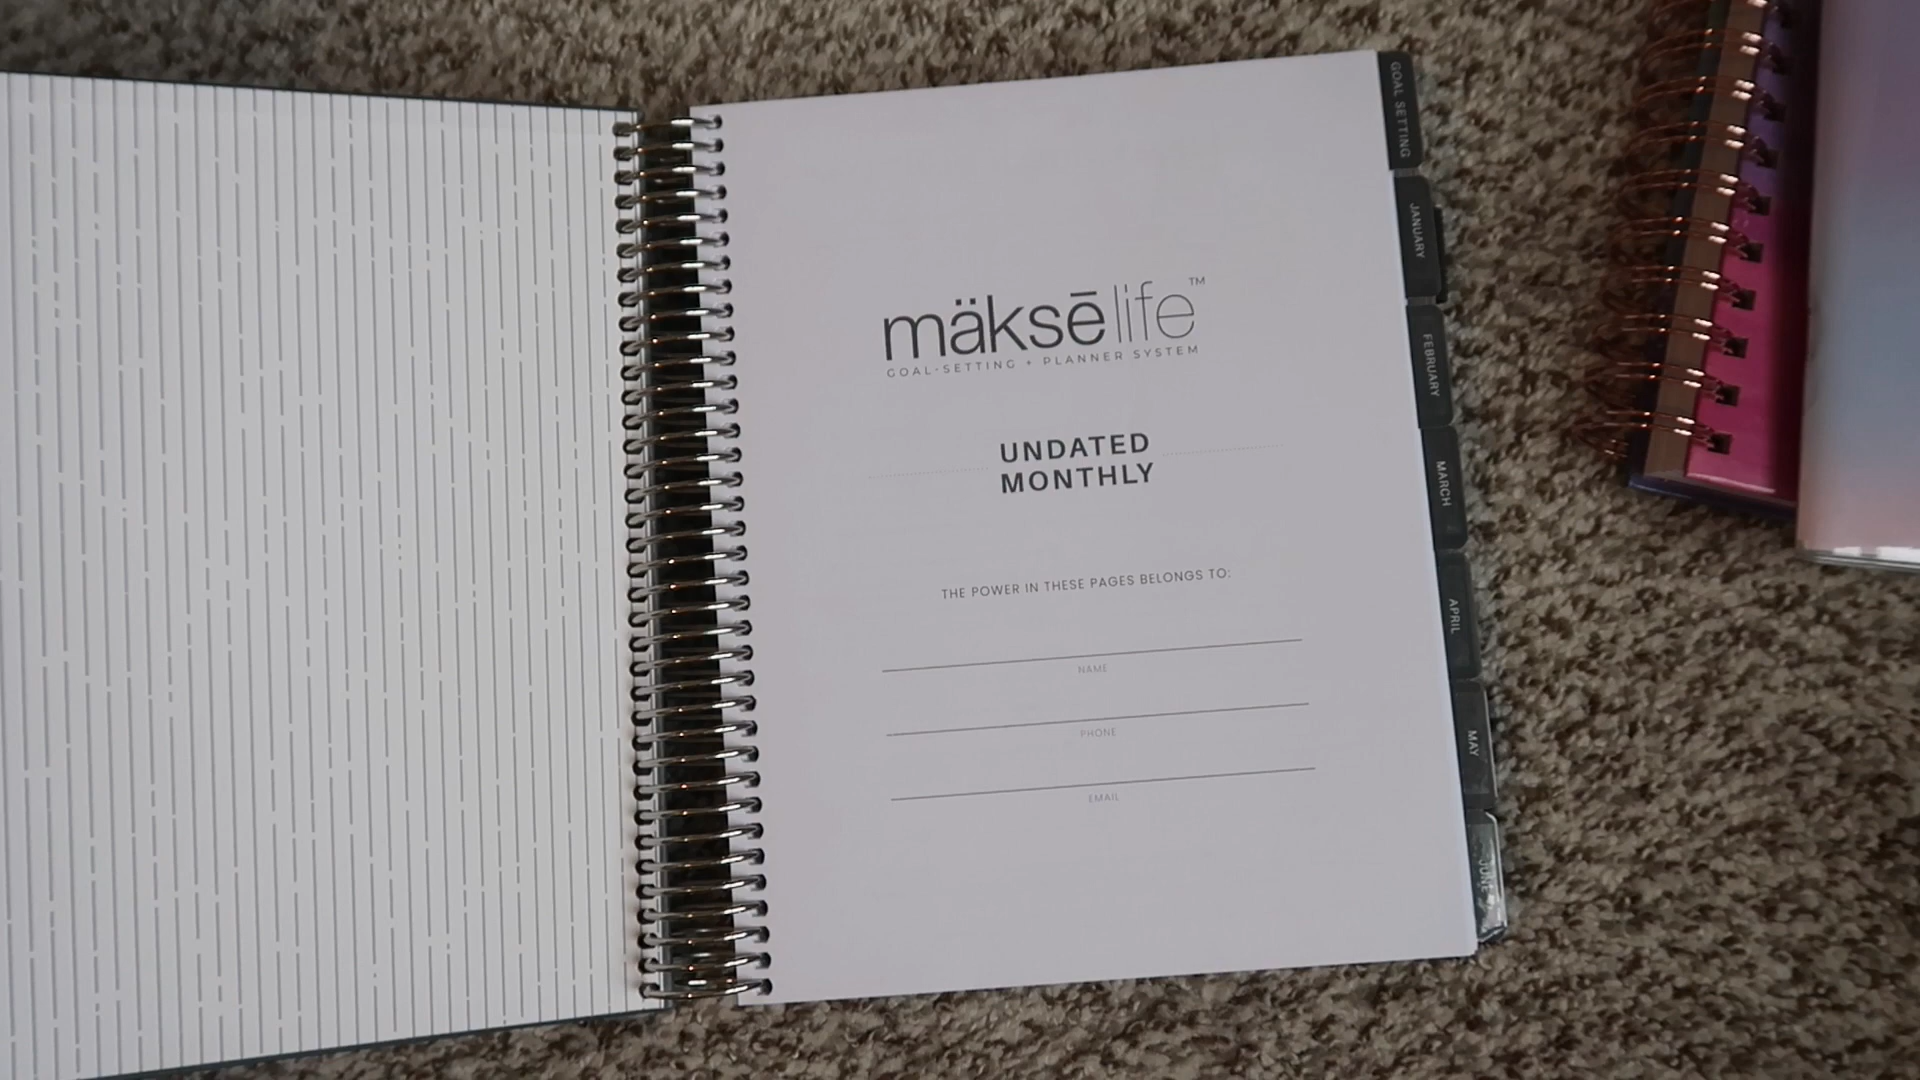 mäksē life™
GOAL-SETTING + PLANNER SYSTEM
UNDATED
MONTHLY
THE POWER IN THESE PAGES BELONGS TO:
NAME
PHONE
EMAIL
GOAL SETTING
JANUARY
FEBRUARY
MARCH
APRIL
MAY
JUNE